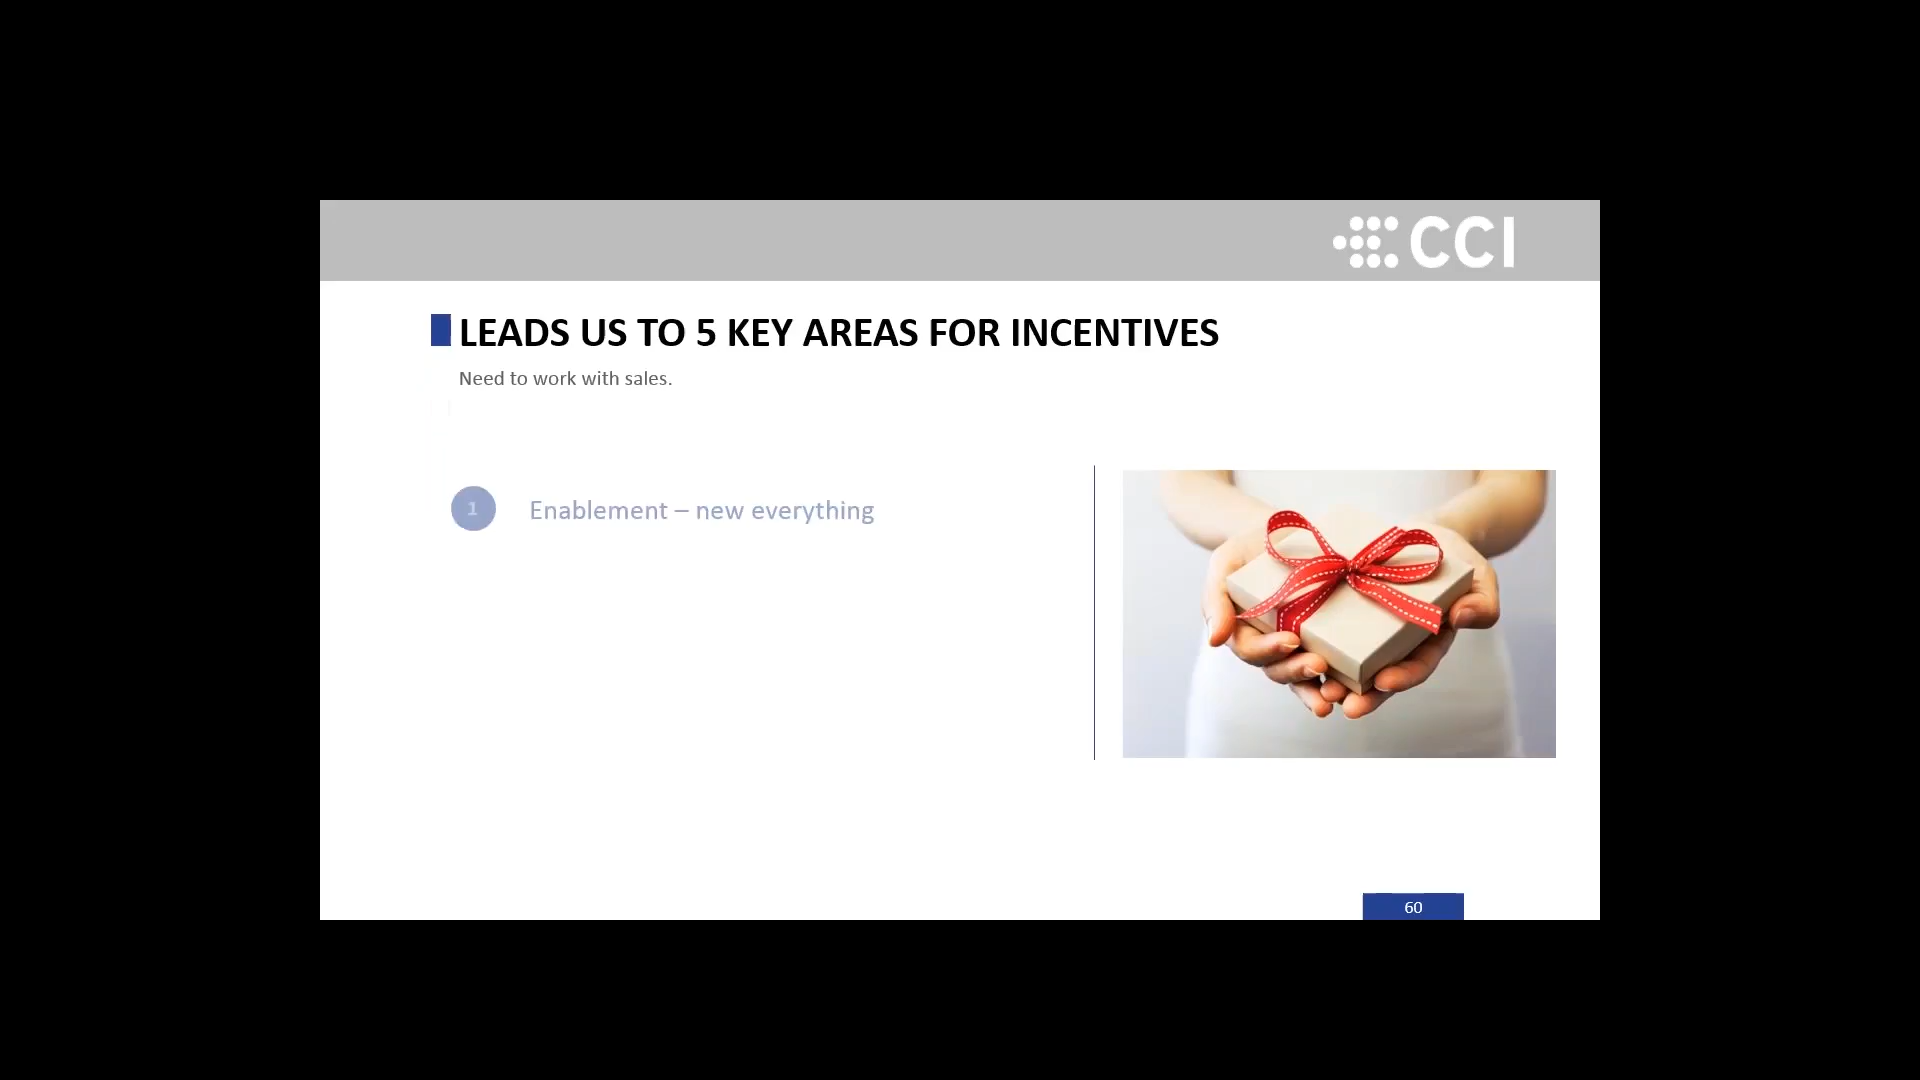 CCI
LEADS US TO 5 KEY AREAS FOR INCENTIVES
Need to work with sales.
1 Enablement – new everything
60